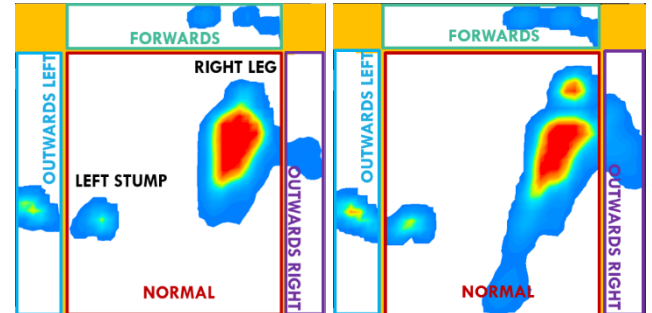 FORWARDS
RIGHT LEG
OUTWARDS LEFT
LEFT STUMP
OUTWARDS RIGHT
NORMAL
FORWARDS
OUTWARDS LEFT
OUTWARDS RIGHT
NORMAL